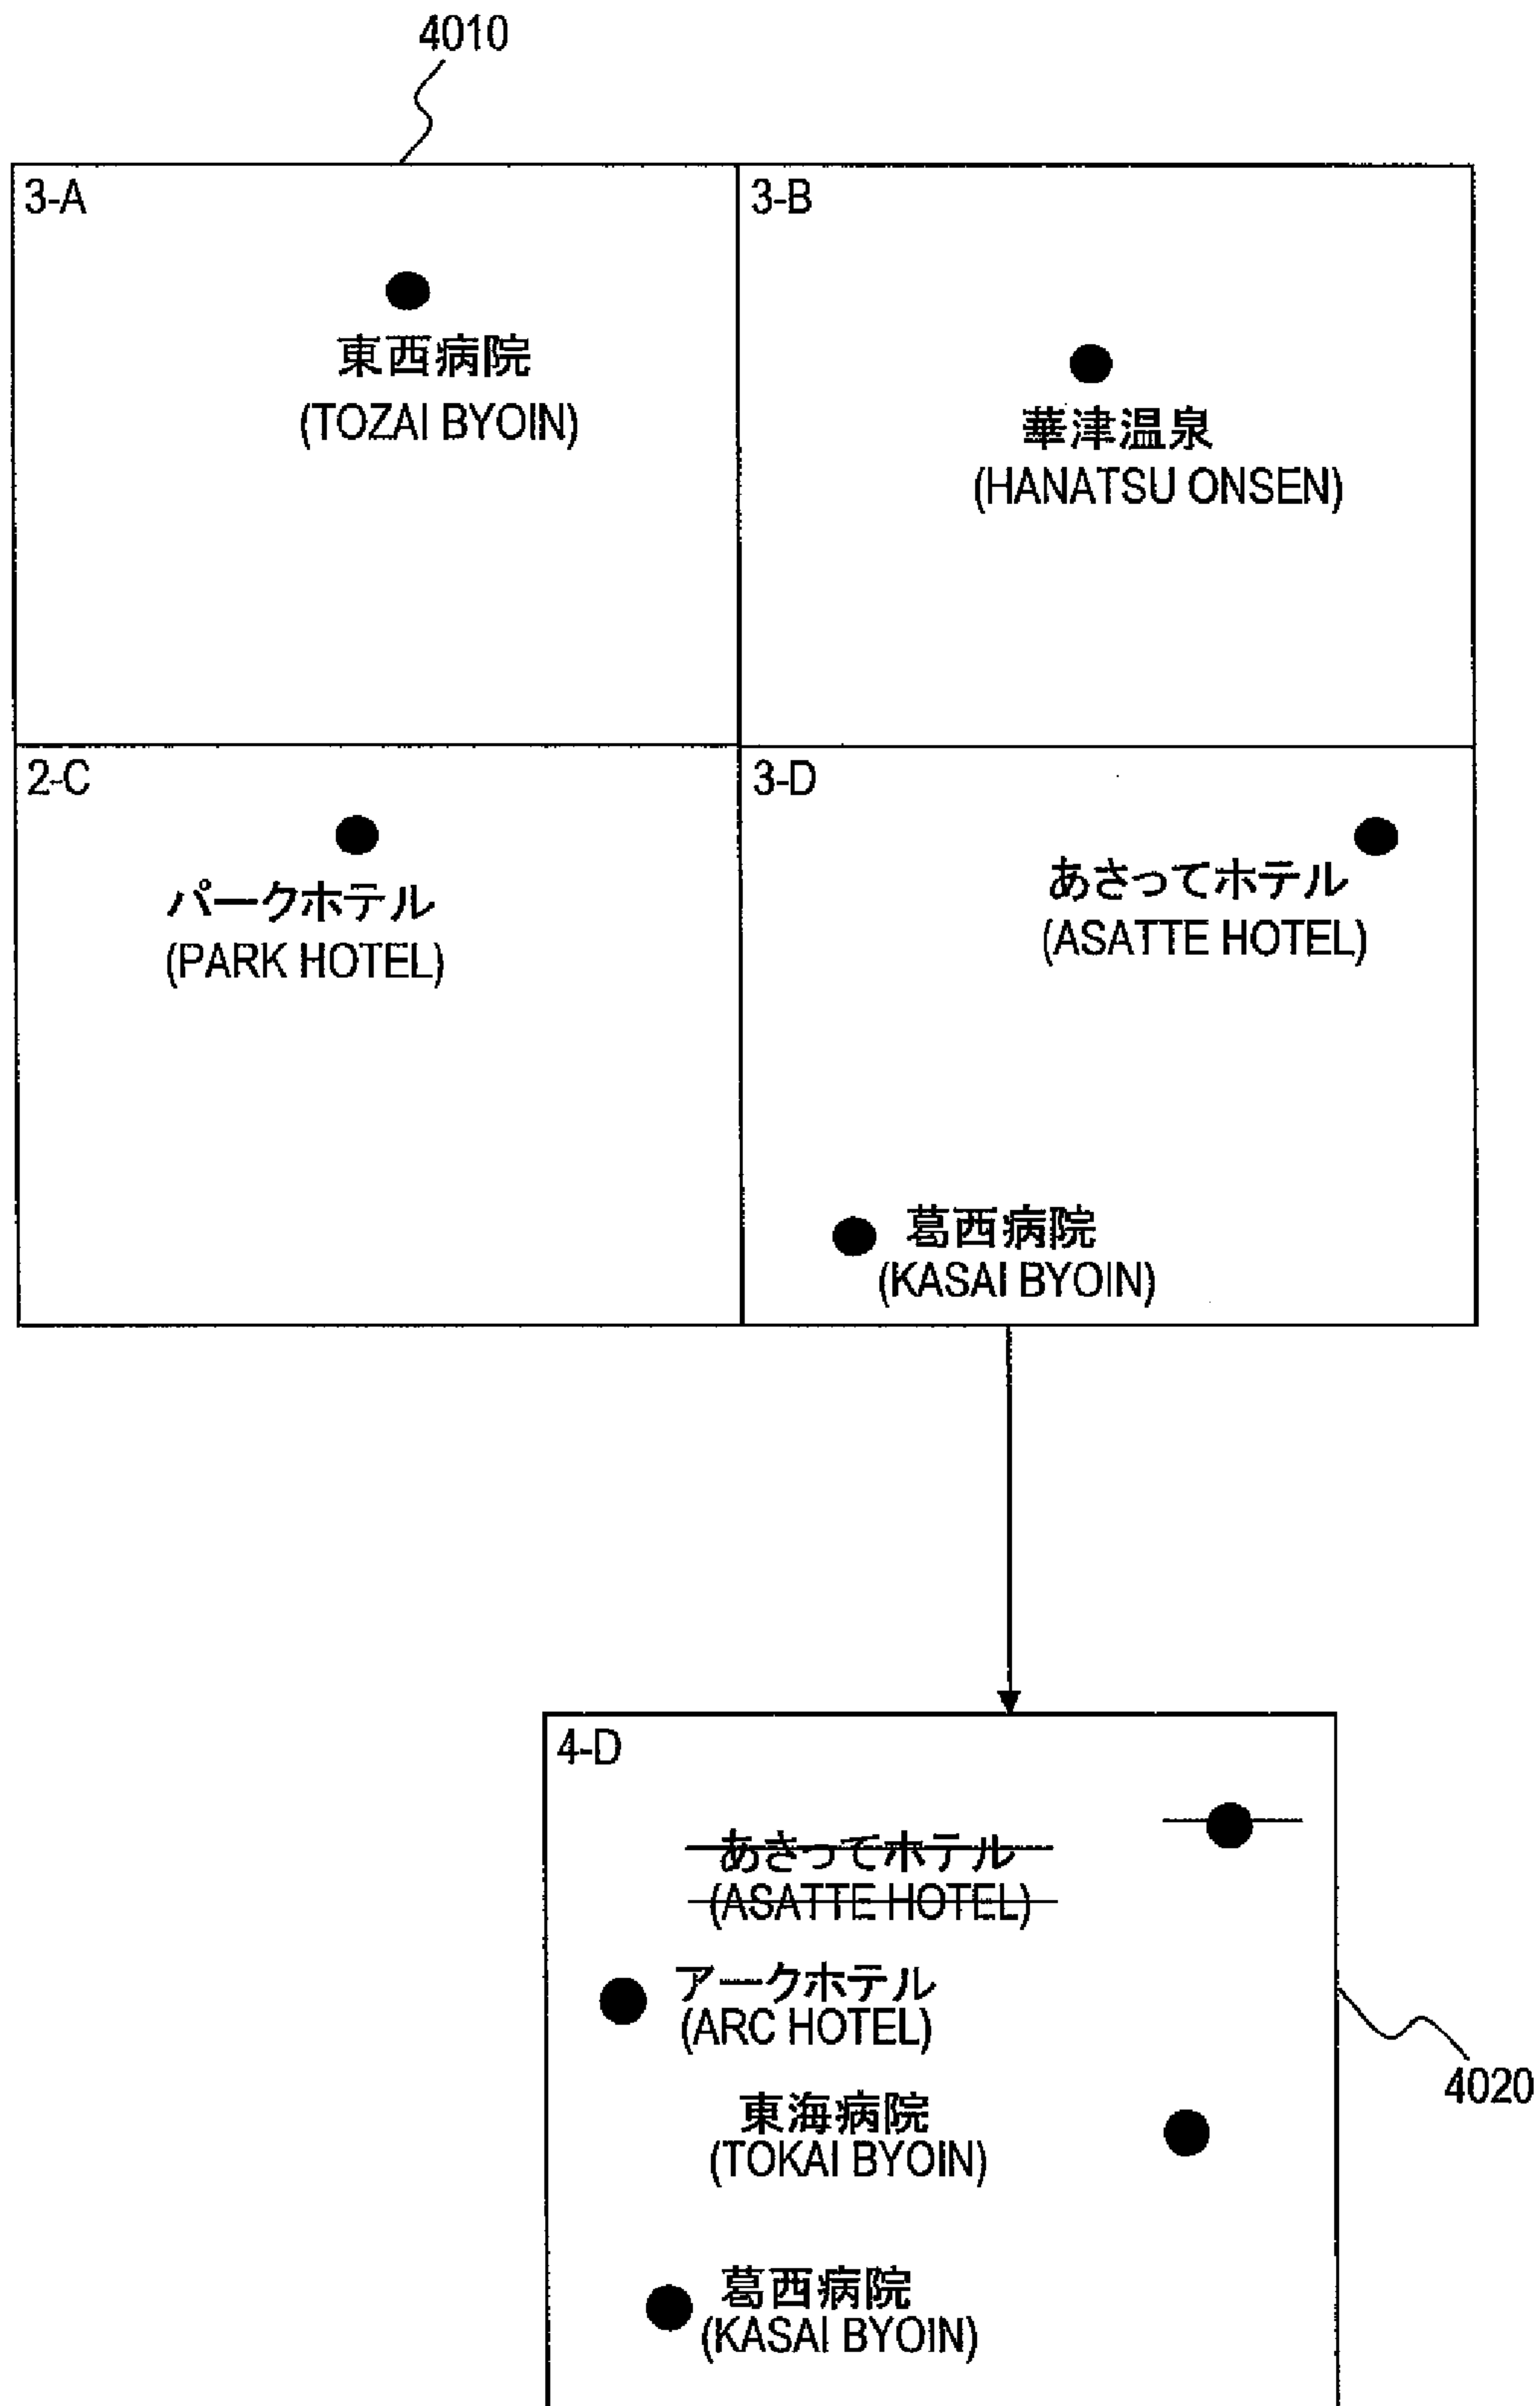 4010
3-A
東西病院
(TOZAI BYOIN)
3-B
華津温泉
(HANATSU ONSEN)
2-C
パークホテル
(PARK HOTEL)
3-D
あさってホテル
(ASATTE HOTEL)
葛西病院
(KASAI BYOIN)
4-D
あさってホテル
(ASATTE HOTEL)
アークホテル
(ARC HOTEL)
東海病院
(TOKAI BYOIN)
葛西病院
(KASAI BYOIN)
4020